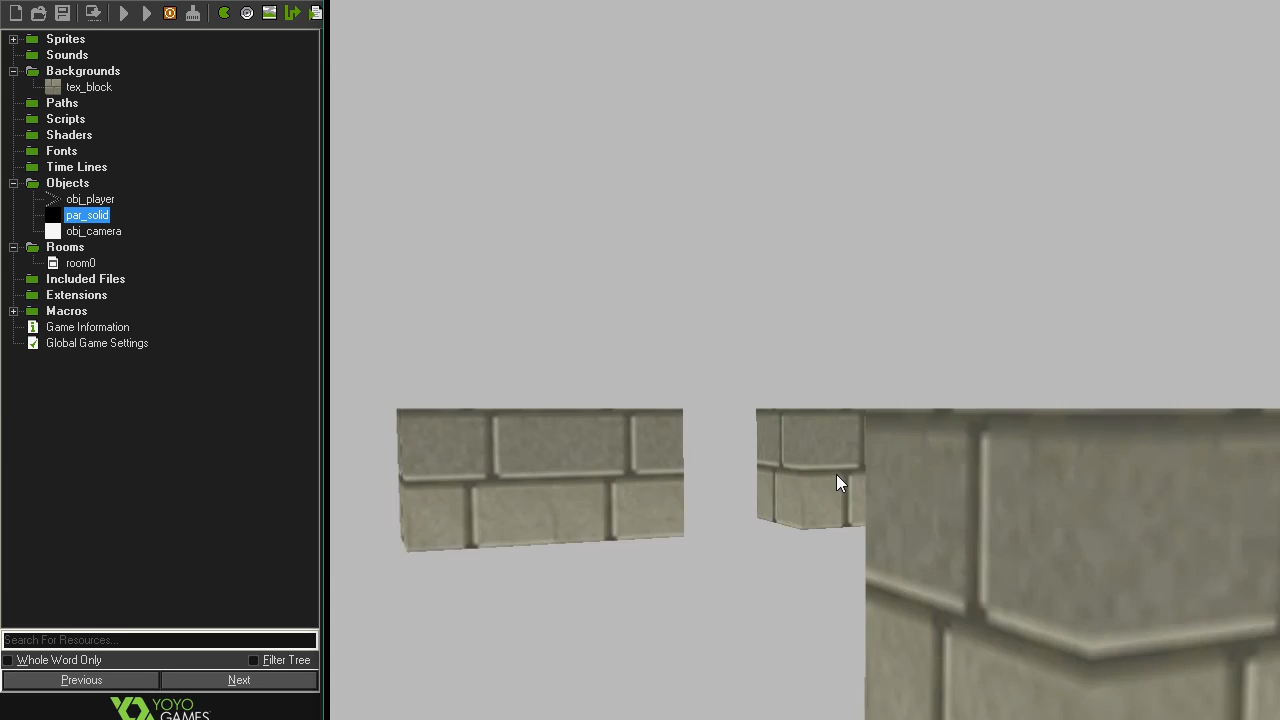 Sprites
Sounds
Backgrounds
tex_block
Paths
Scripts
Shaders
Fonts
Time Lines
Objects
obj_player
par_solid
obj_camera
Rooms
room0
Included Files
Extensions
Macros
Game Information
Global Game Settings
Search For Resources...
Whole Word Only
Filter Tree
Previous
Next
YOYO
GAMES